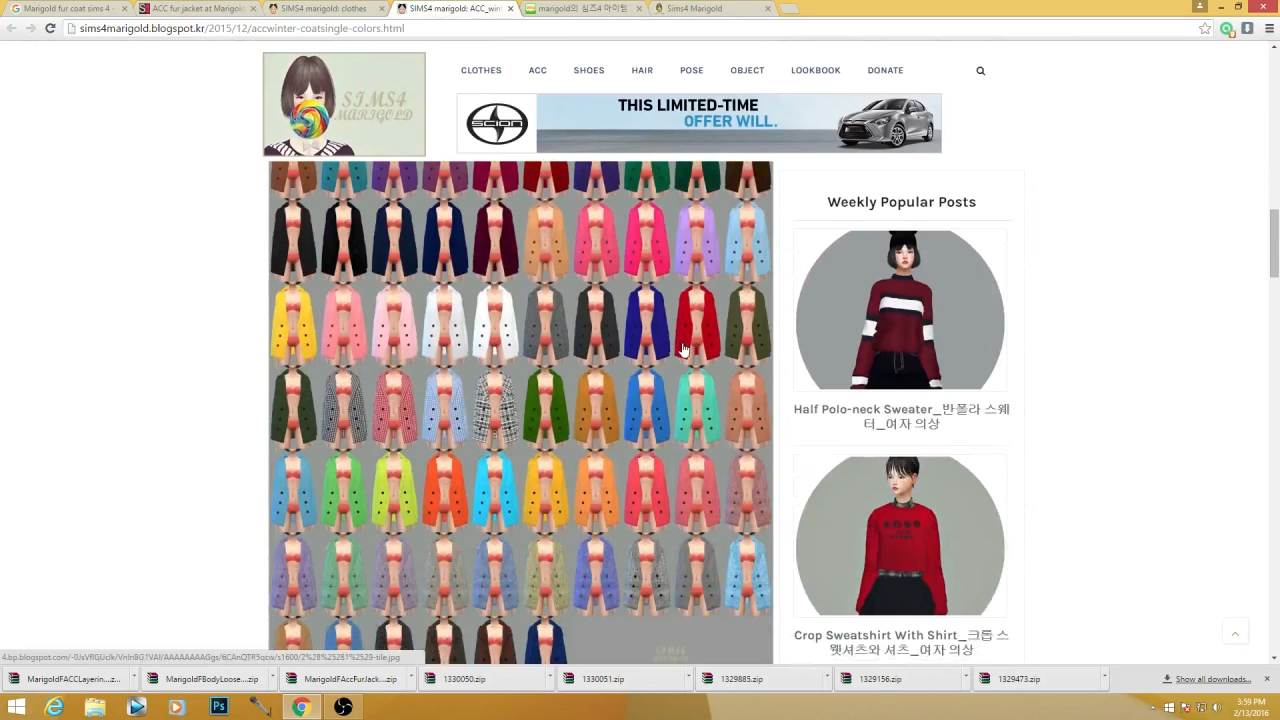 Marigold fur coat sims 4 -
ACC fur jacket at Marigold
SIMS4 marigold: clothes
SIMS4 marigold: ACC_win
marigold의 심즈4 아이템
Sims4 Marigold
sims4marigold.blogspot.kr/2015/12/accwinter-coatsingle-colors.html
SIMS4
MARIGOLD
CLOTHES ACC SHOES HAIR POSE OBJECT LOOKBOOK DONATE
SCION
THIS LIMITED-TIME
OFFER WILL.
Weekly Popular Posts
Half Polo-neck Sweater_반폴라 스웨
터_여자 의상
Crop Sweatshirt With Shirt_크롭 스
웻셔츠와 셔츠_여자 의상
MarigoldFACCLayerin....z...
MarigoldFBodyLoose....zip
MarigoldFAccFurJack....zip
1330050.zip
1330051.zip
1329885.zip
1329156.zip
1329473.zip
Show all downloads...
Ps
3:59 PM
2/13/2016